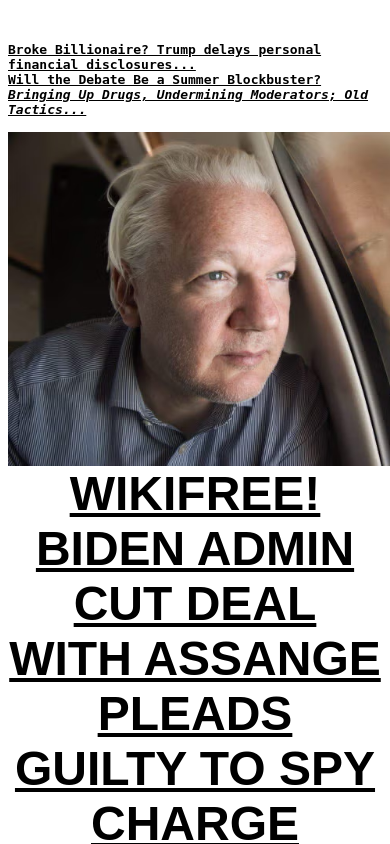 Broke Billionaire? Trump delays personal
financial disclosures...
Will the Debate Be a Summer Blockbuster?
Bringing Up Drugs, Undermining Moderators; Old
Tactics...
WIKIFREE!
BIDEN ADMIN
CUT DEAL
WITH ASSANGE
PLEADS
GUILTY TO SPY
CHARGE